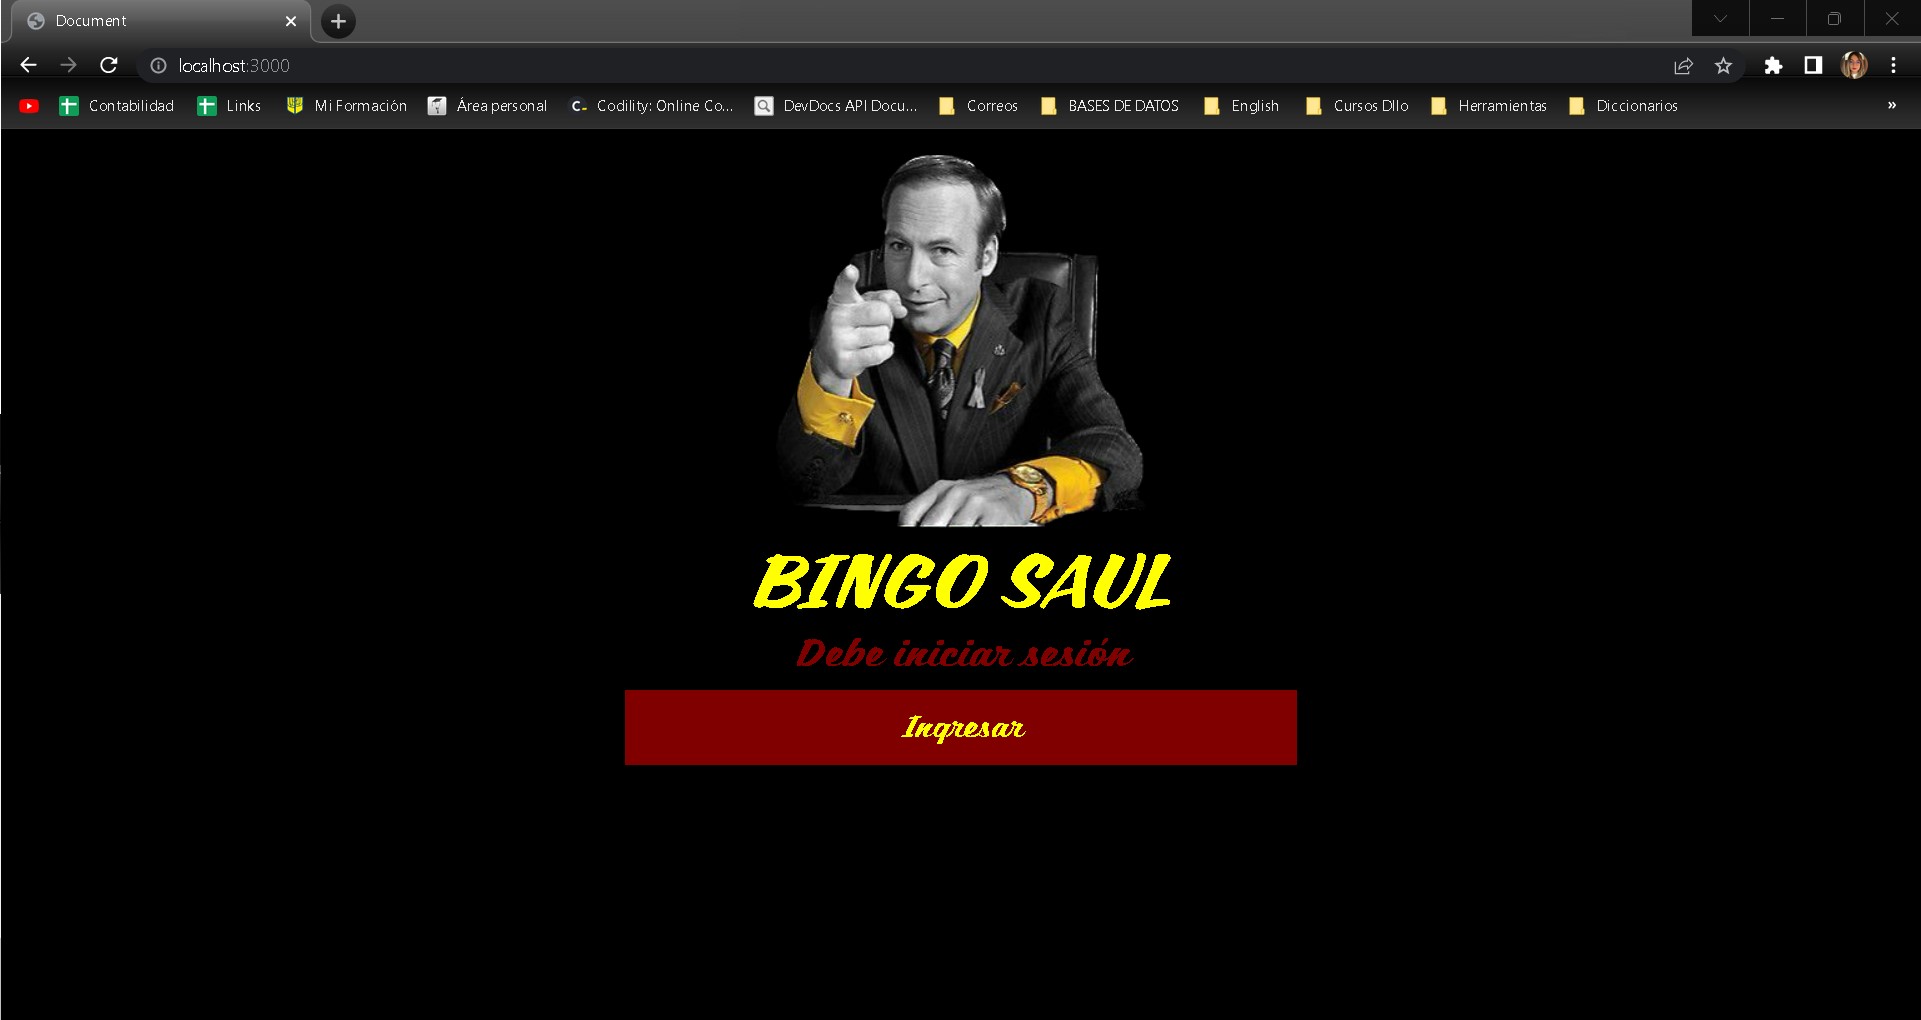 Document
localhost:3000
Contabilidad Links Mi Formación Área personal Codility: Online Co... DevDocs API Docu... Correos BASES DE DATOS English Cursos Dllo Herramientas Diccionarios »
BINGO SAUL
Debe iniciar sesión
Ingresar